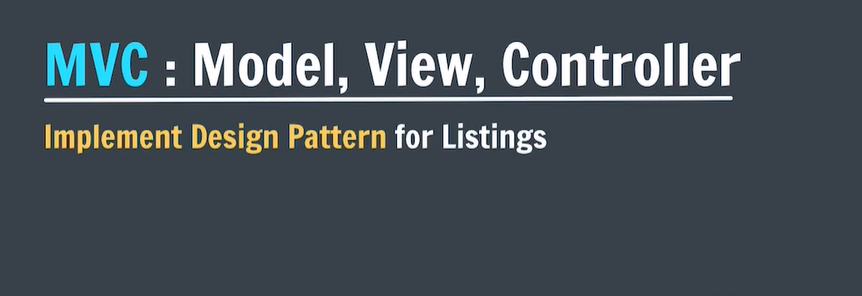 MVC : Model, View, Controller
Implement Design Pattern for Listings